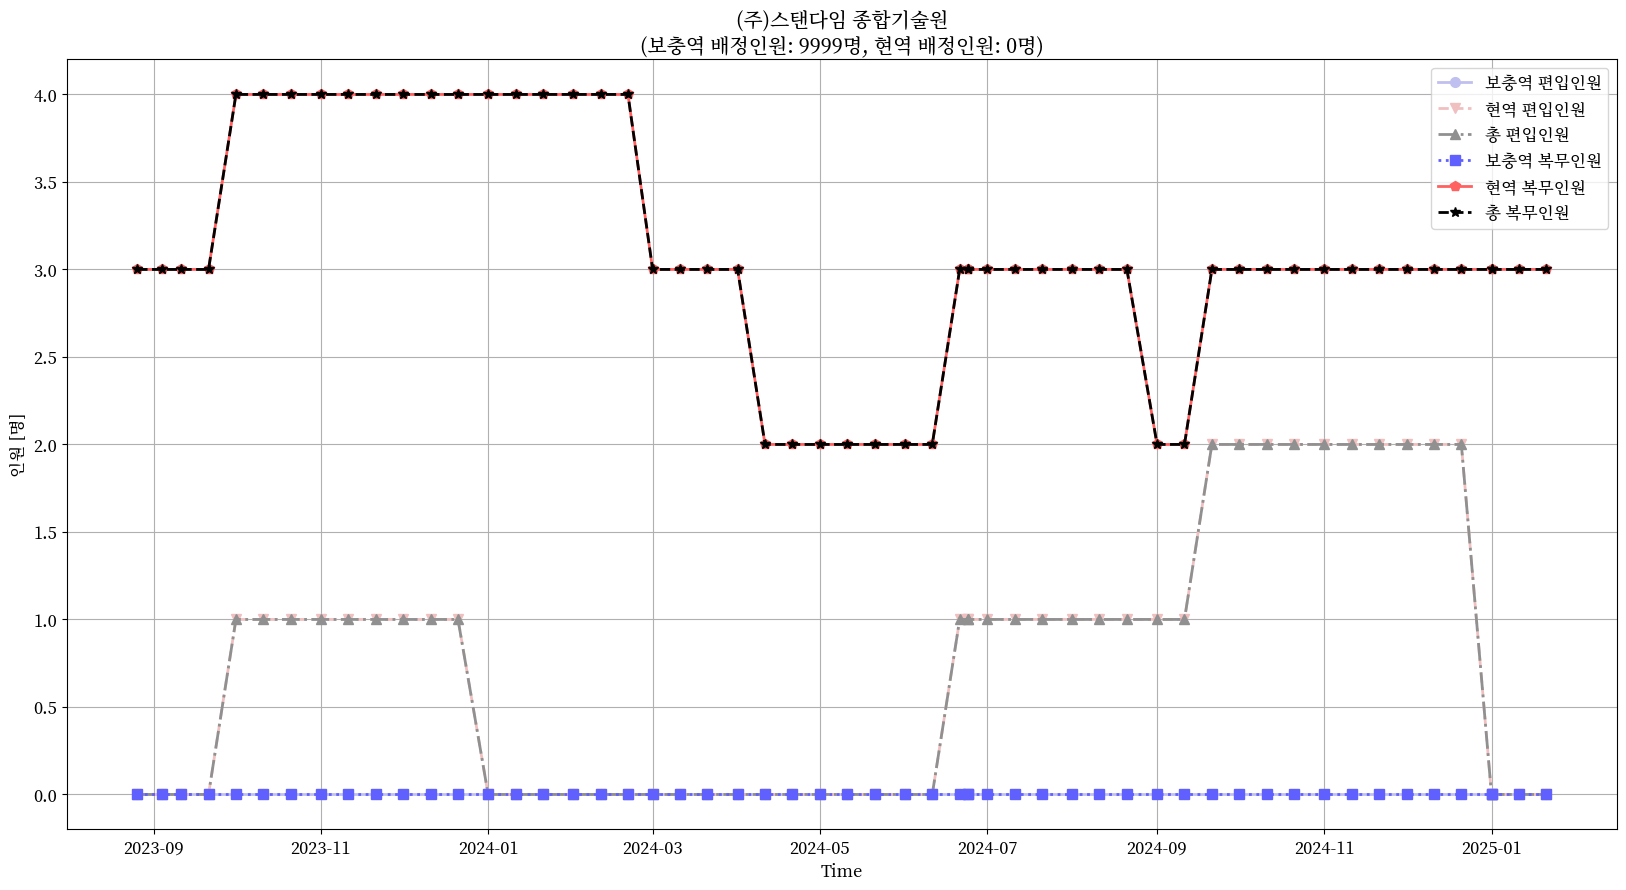 (주)스탠다임 종합기술원
(보충역 배정인원: 9999명, 현역 배정인원: 0명)
보충역 편입인원
현역 편입인원
총 편입인원
보충역 복무인원
현역 복무인원
총 복무인원
4.0
3.5
3.0
2.5
2.0
1.5
1.0
0.5
0.0
인원 [명]
2023-09
2023-11
2024-01
2024-03
2024-05
2024-07
2024-09
2024-11
2025-01
Time